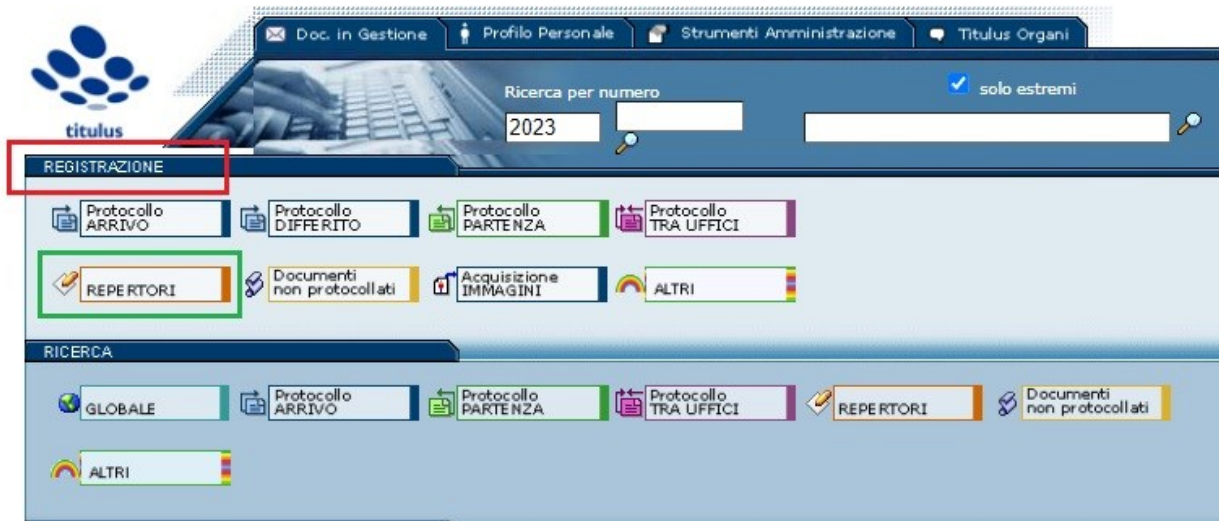 Doc. in Gestione Profilo Personale Strumenti Amministrazione Titulus Organi
Ricerca per numero solo estremi
2023
titulus
REGISTRAZIONE
Protocollo ARRIVO
Protocollo DIFFERITO
Protocollo PARTENZA
Protocollo TRA UFFICI
REPERTORI
Documenti non protocollati
Acquisizione IMMAGINI
ALTRI
RICERCA
GLOBALE
Protocollo ARRIVO
Protocollo PARTENZA
Protocollo TRA UFFICI
REPERTORI
Documenti non protocollati
ALTRI